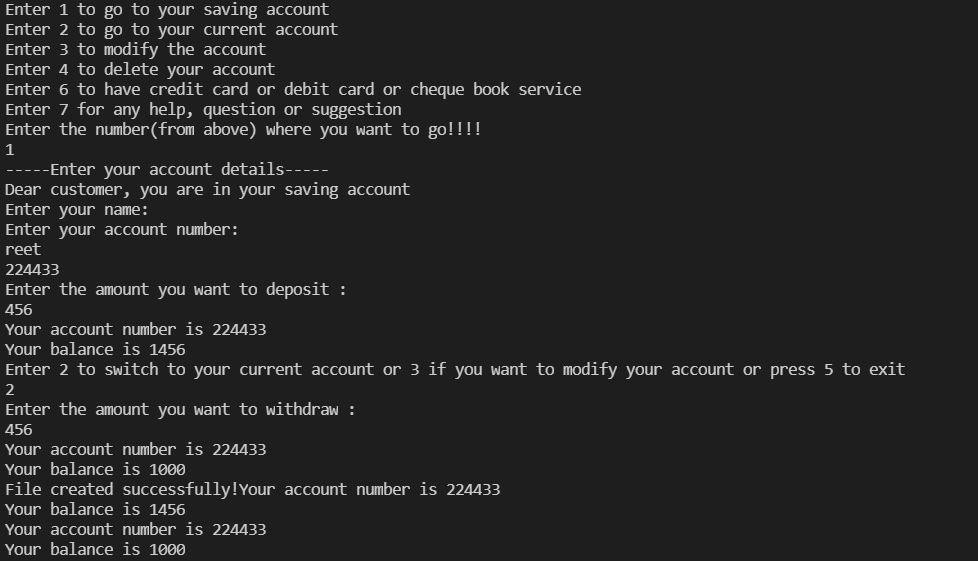 Enter 1 to go to your saving account
Enter 2 to go to your current account
Enter 3 to modify the account
Enter 4 to delete your account
Enter 6 to have credit card or debit card or cheque book service
Enter 7 for any help, question or suggestion
Enter the number(from above) where you want to go!!!!
1
-----Enter your account details-----
Dear customer, you are in your saving account
Enter your name:
Enter your account number:
reet
224433
Enter the amount you want to deposit :
456
Your account number is 224433
Your balance is 1456
Enter 2 to switch to your current account or 3 if you want to modify your account or press 5 to exit
2
Enter the amount you want to withdraw :
456
Your account number is 224433
Your balance is 1000
File created successfully!Your account number is 224433
Your balance is 1456
Your account number is 224433
Your balance is 1000